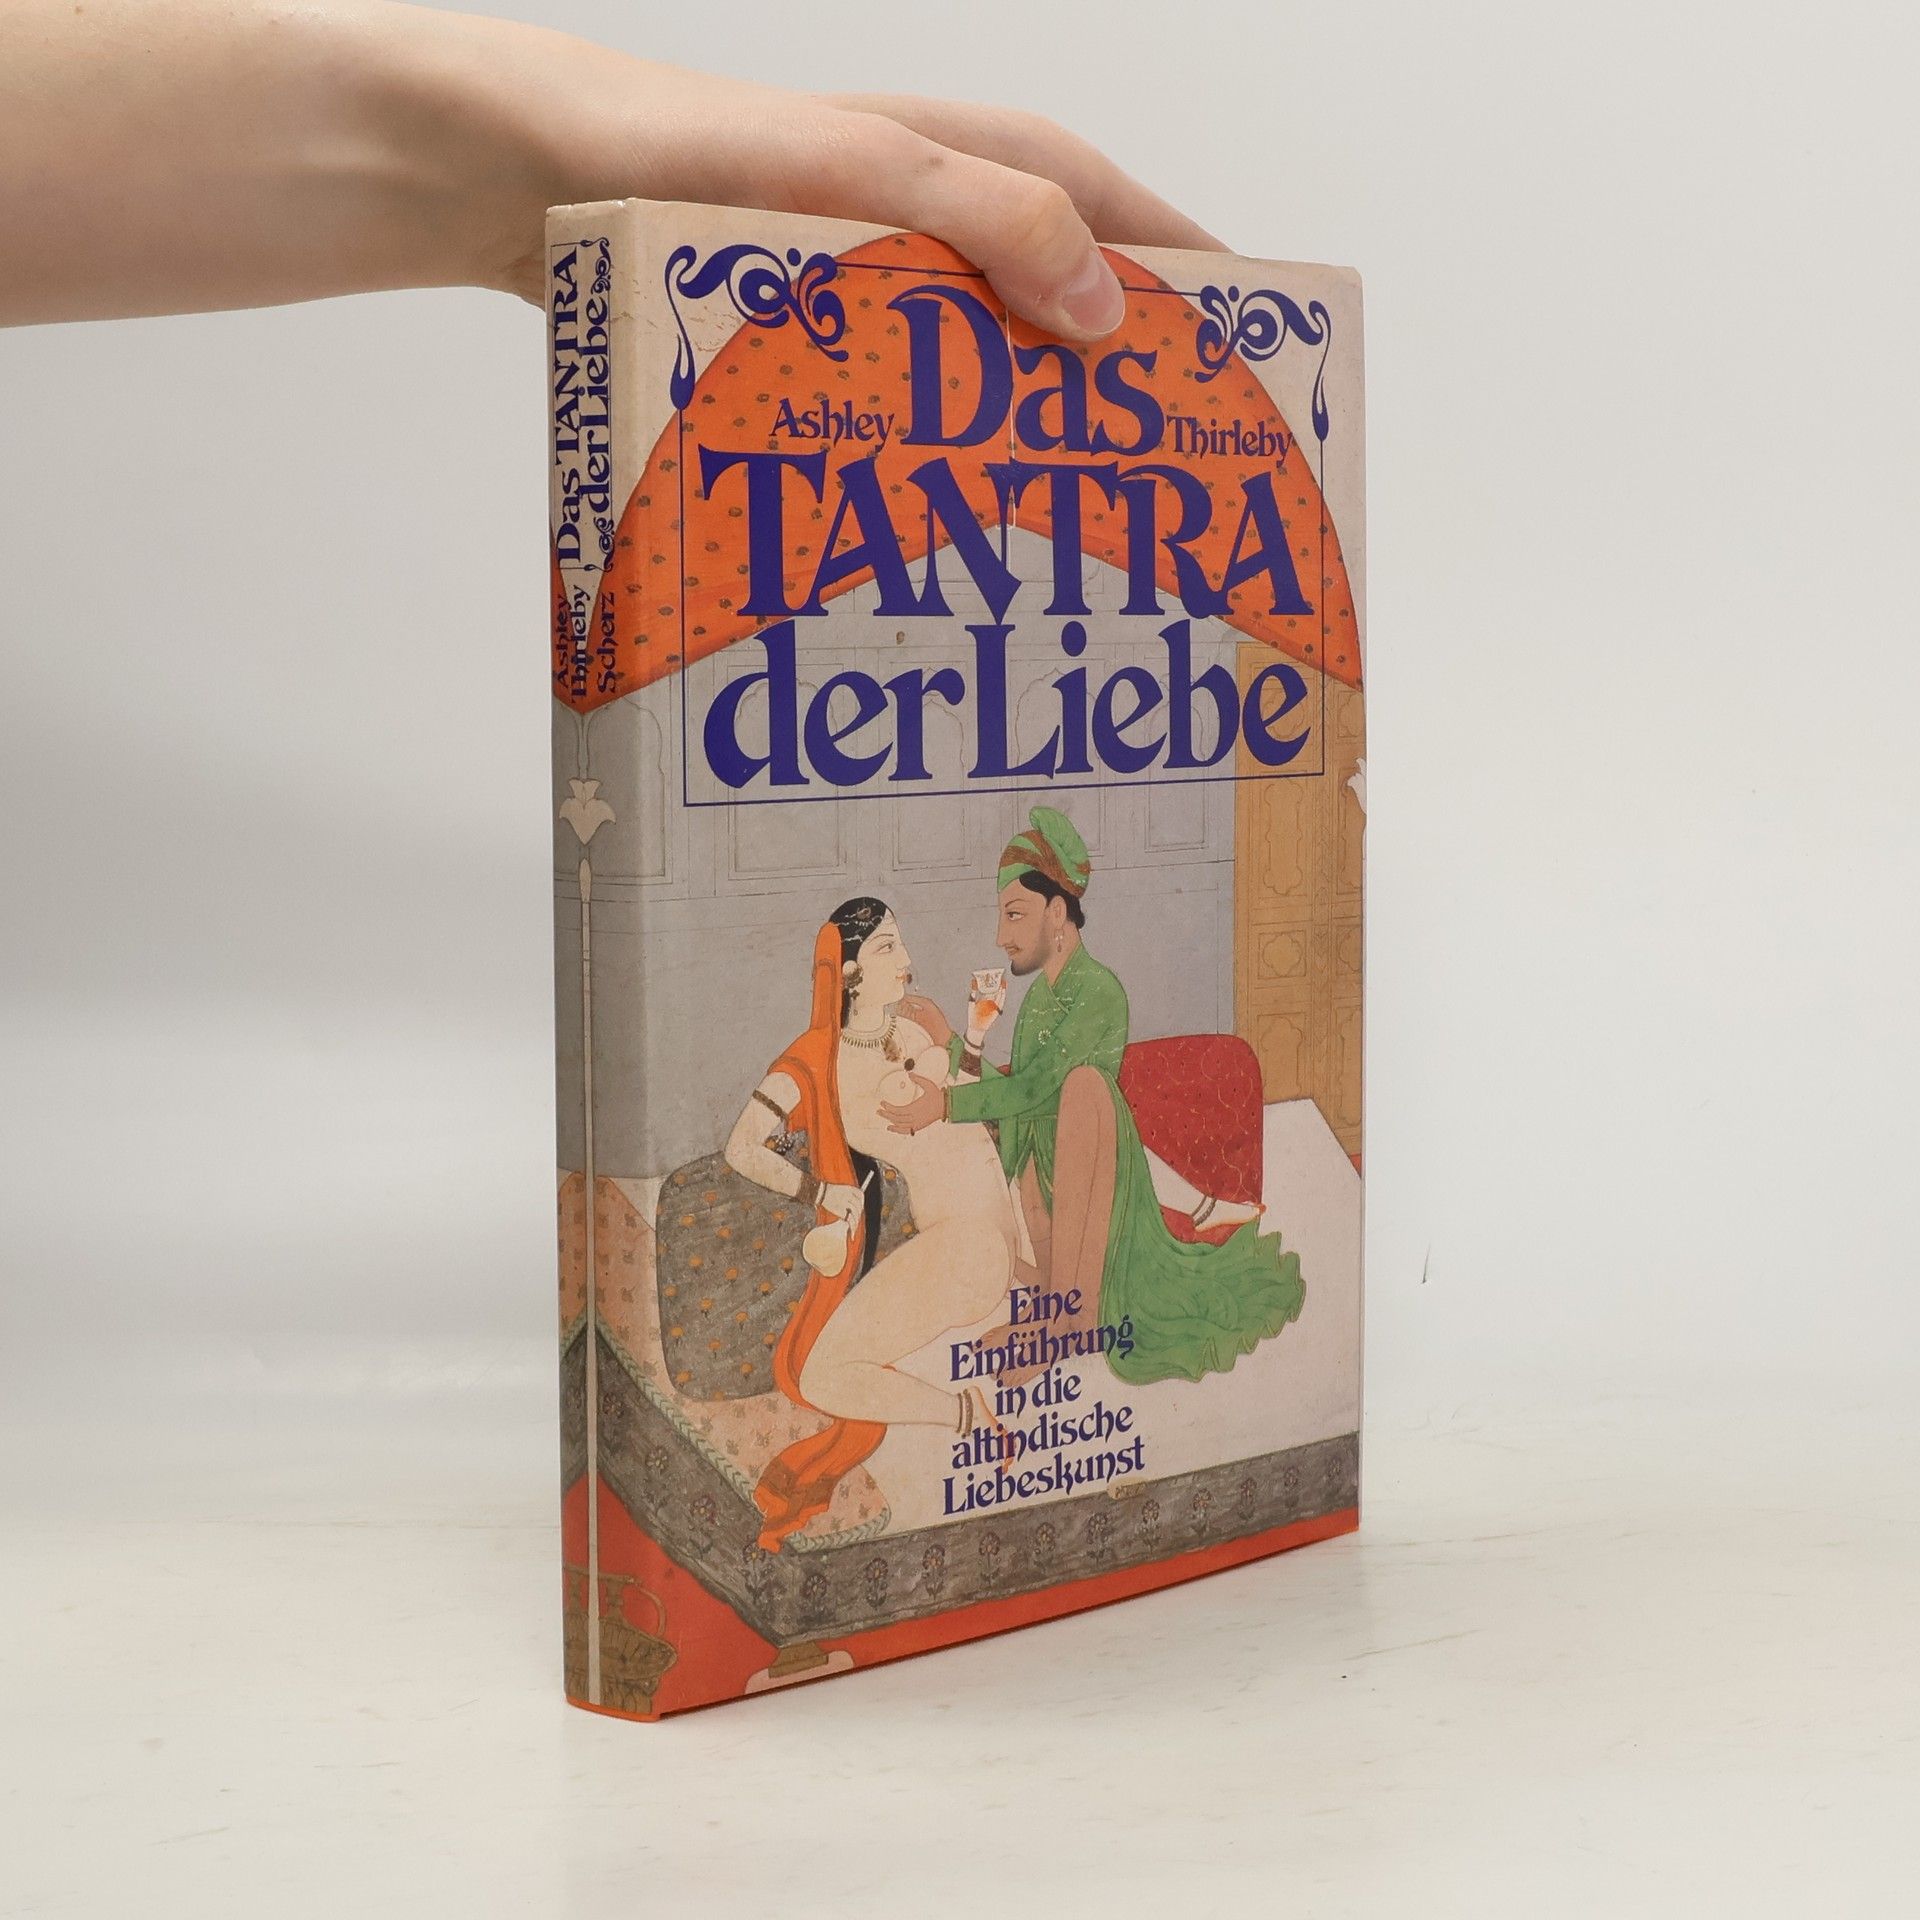 Das
Ashley Thirleby
TANTRA
der Liebe
Eine
Einführung
in die
altindische
Liebeskunst
Ashley
Thirleby
Das TANTRA
der Liebe
Scherz